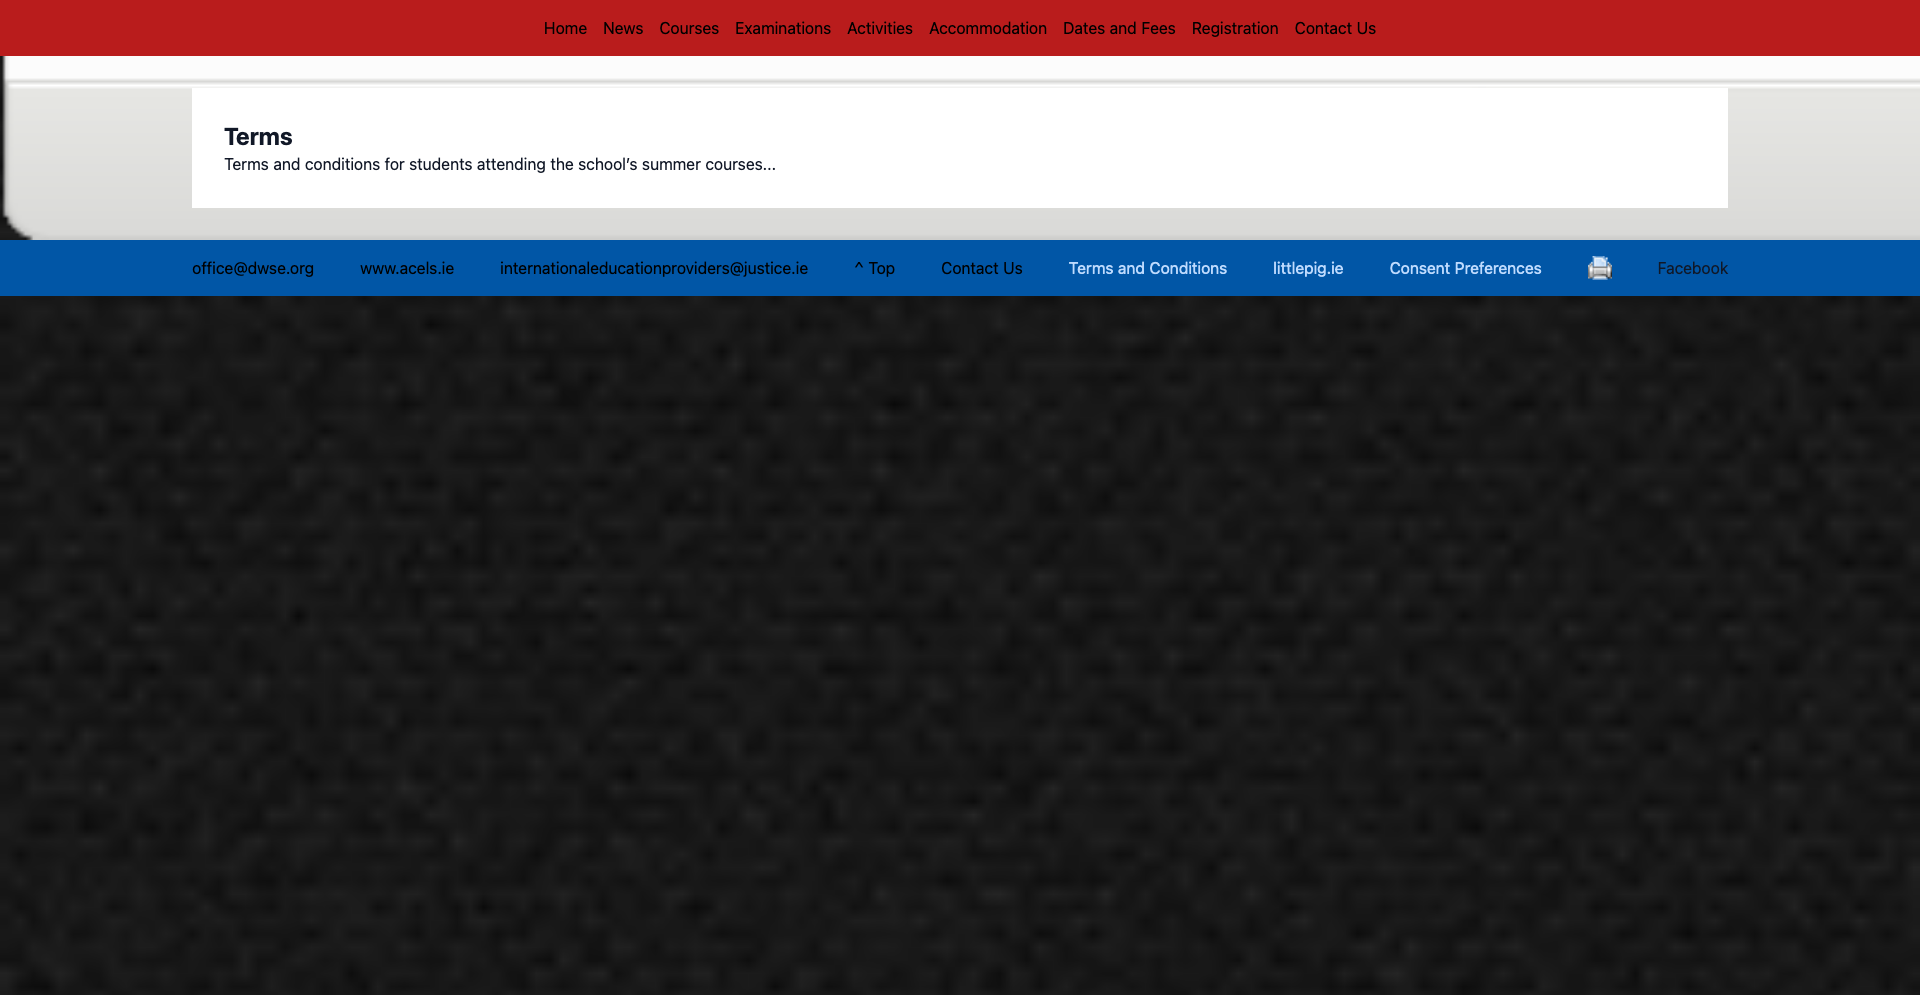 Home News Courses Examinations Activities Accommodation Dates and Fees Registration Contact Us
Terms
Terms and conditions for students attending the school's summer courses...
office@dwse.org www.acels.ie internationaleducationproviders@justice.ie ^ Top Contact Us Terms and Conditions littlepig.ie Consent Preferences Facebook